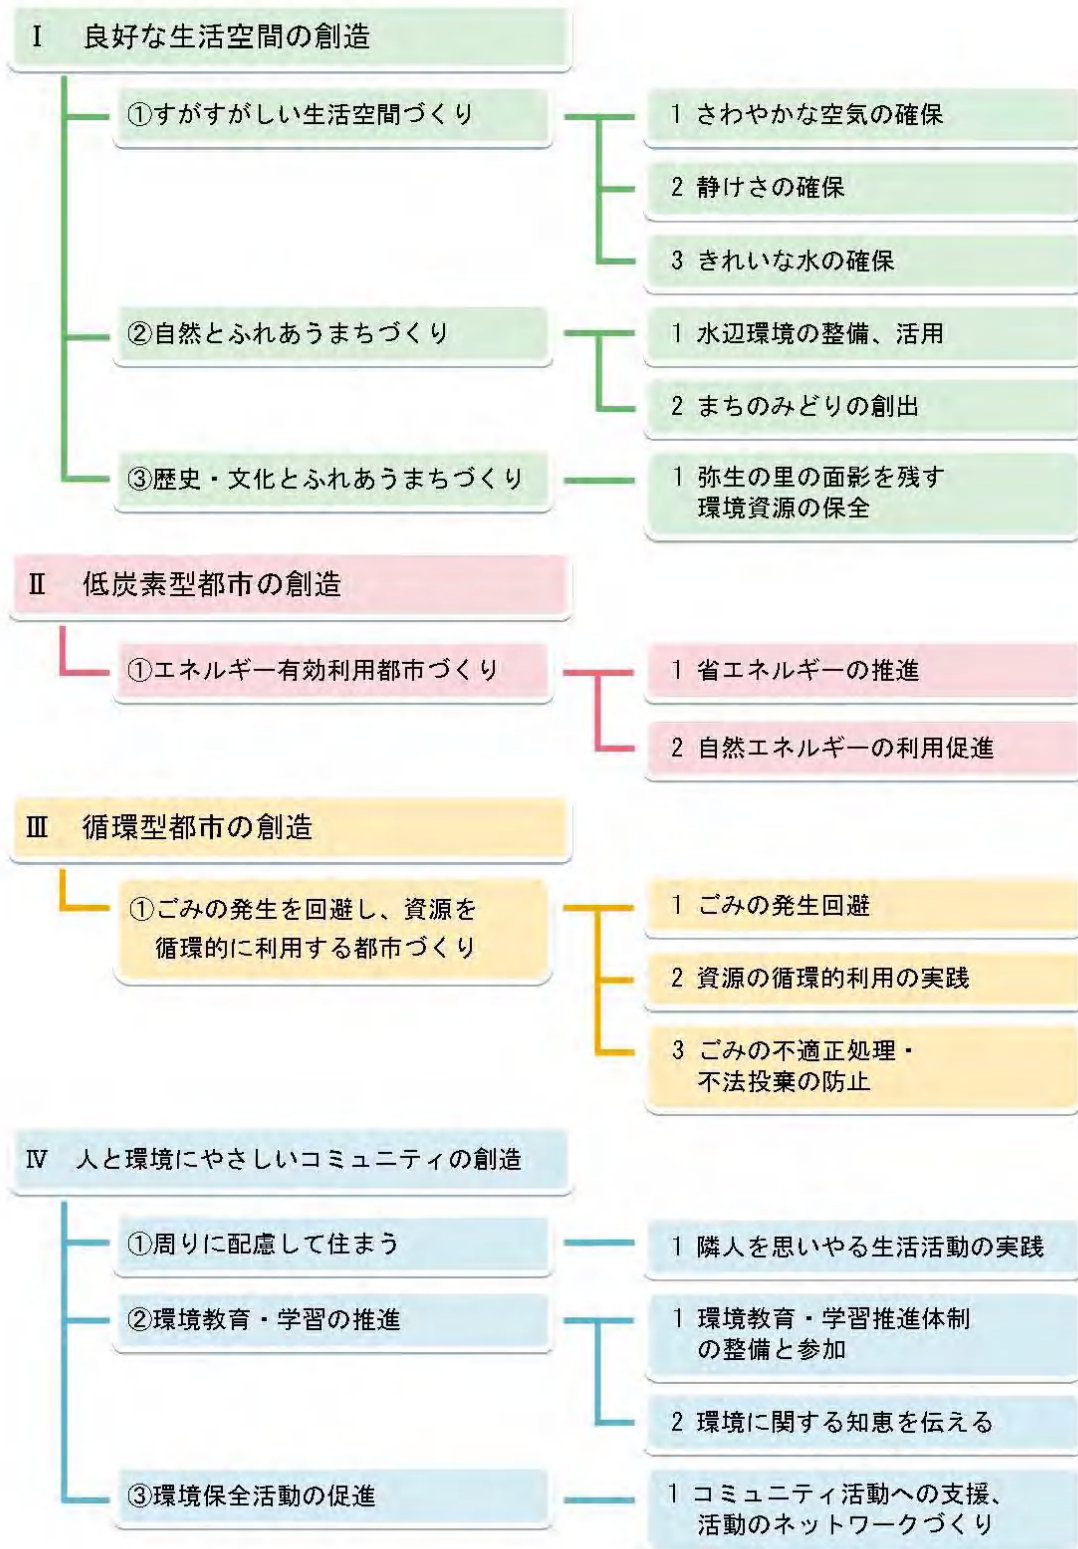 Ⅰ 良好な生活空間の創造
①すがすがしい生活空間づくり
1 さわやかな空気の確保
2 静けさの確保
3 きれいな水の確保
②自然とふれあうまちづくり
1 水辺環境の整備、活用
2 まちのみどりの創出
③歴史・文化とふれあうまちづくり
1 弥生の里の面影を残す
環境資源の保全
Ⅱ 低炭素型都市の創造
①エネルギー有効利用都市づくり
1 省エネルギーの推進
2 自然エネルギーの利用促進
Ⅲ 循環型都市の創造
①ごみの発生を回避し、資源を
循環的に利用する都市づくり
1 ごみの発生回避
2 資源の循環的利用の実践
3 ごみの不適正処理・
不法投棄の防止
Ⅳ 人と環境にやさしいコミュニティの創造
①周りに配慮して住まう
1 隣人を思いやる生活活動の実践
②環境教育・学習の推進
1 環境教育・学習推進体制
の整備と参加
2 環境に関する知恵を伝える
③環境保全活動の促進
1 コミュニティ活動への支援、
活動のネットワークづくり